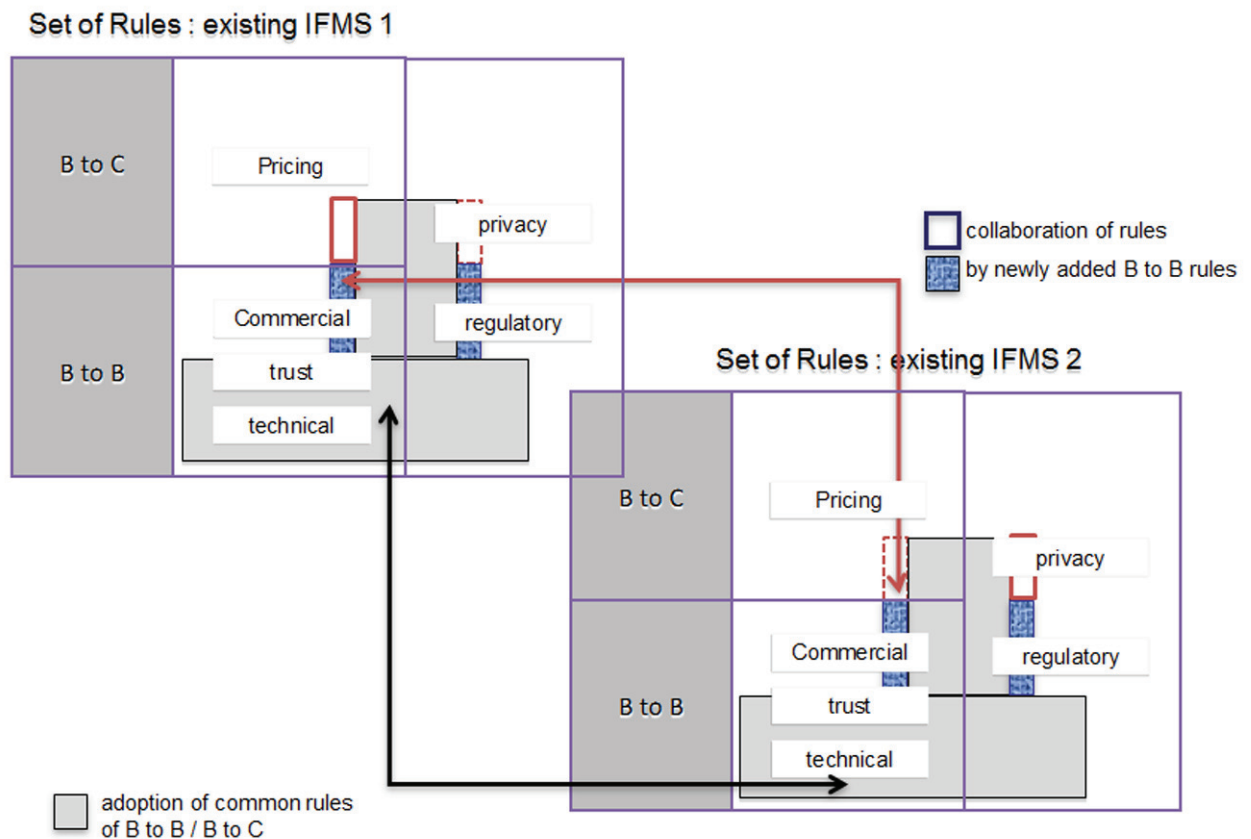 Set of Rules : existing IFMS 1
B to C
Pricing
privacy
collaboration of rules
by newly added B to B rules
B to B
Commercial
regulatory
trust
technical
Set of Rules : existing IFMS 2
B to C
Pricing
privacy
B to B
Commercial
regulatory
trust
technical
adoption of common rules
of B to B / B to C